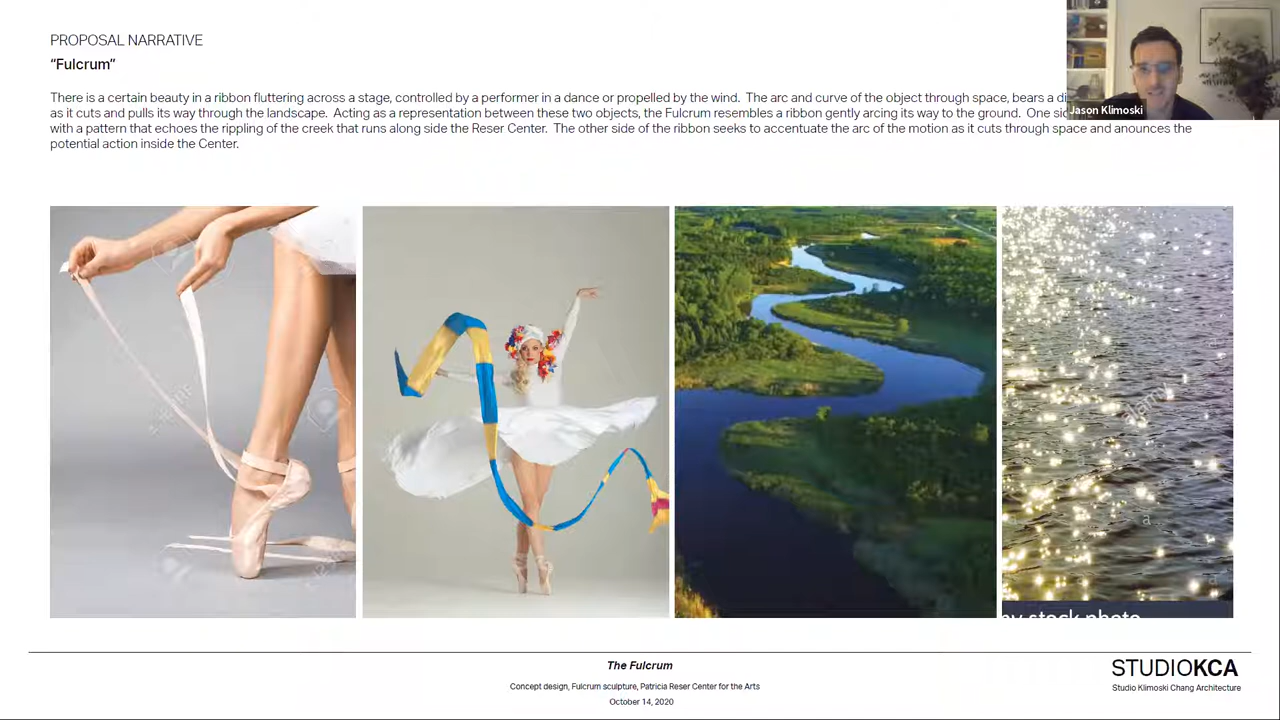 PROPOSAL NARRATIVE
“Fulcrum”
There is a certain beauty in a ribbon fluttering across a stage, controlled by a performer in a dance or propelled by the wind. The arc and curve of the object through space, bears a
as it cuts and pulls its way through the landscape. Acting as a representation between these two objects, the Fulcrum resembles a ribbon gently arcing its way to the ground. One
with a pattern that echoes the rippling of the creek that runs along side the Reser Center. The other side of the ribbon seeks to accentuate the arc of the motion as it cuts through space and anounces the
potential action inside the Center.
Jason Klimoski
alamy
a
a
stock photo
The Fulcrum
Concept design, Fulcrum sculpture, Patricia Reser Center for the Arts
October 14, 2020
STUDIOKCA
Studio Klimoski Chang Architecture